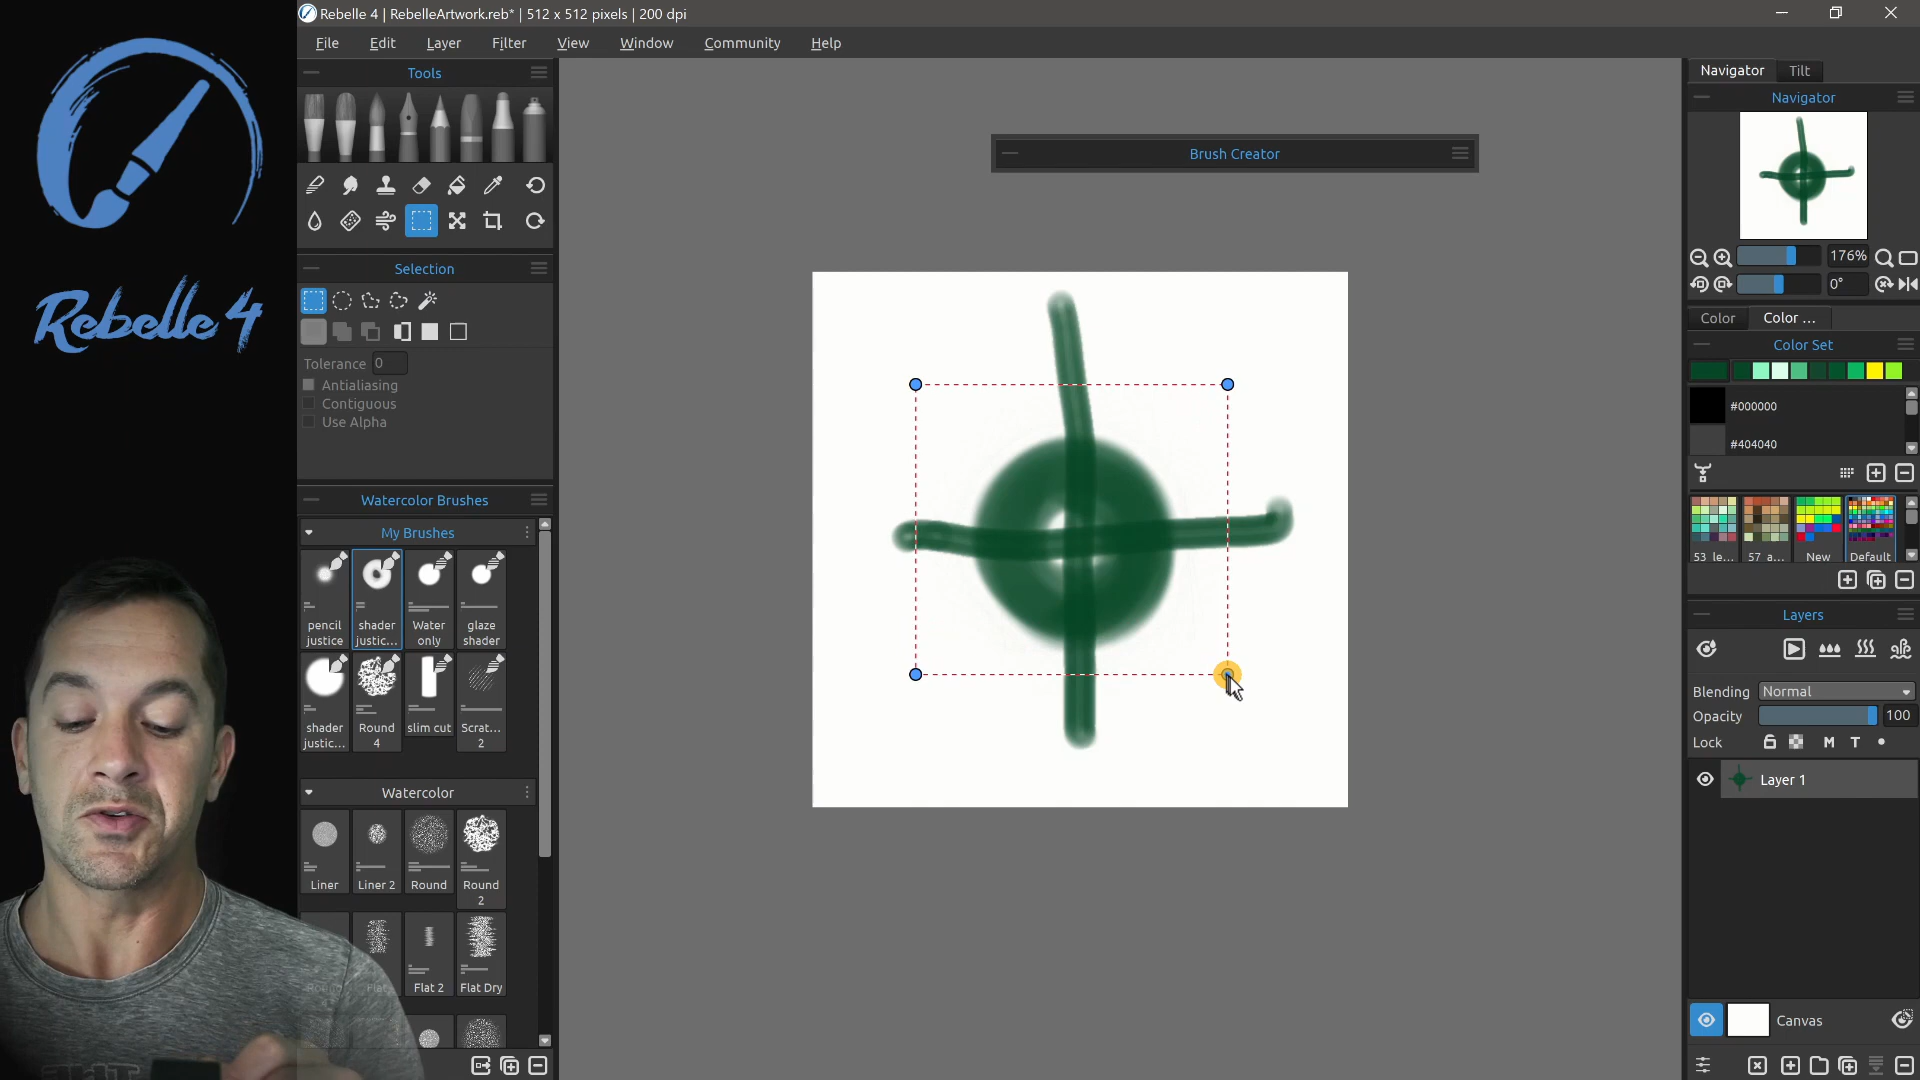 Rebelle 4 | RebelleArtwork.reb* | 512 x 512 pixels | 200 dpi
File Edit Layer Filter View Window Community Help
Rebelle 4
Tools
Selection
Tolerance 0
Antialiasing
Contiguous
Use Alpha
Watercolor Brushes
My Brushes
pencil justice
shader justic...
Water only
glaze shader
shader justic...
Round 4
slim cut
Scrat... 2
Watercolor
Liner
Liner 2
Round
Round 2
Flat 2
Flat Dry
Brush Creator
Navigator Tilt
Navigator
176%
0°
Color Color ...
Color Set
#000000
#404040
53_le...
57_a...
New
Default
Layers
Blending Normal
Opacity 100
Lock M T
Layer 1
Canvas